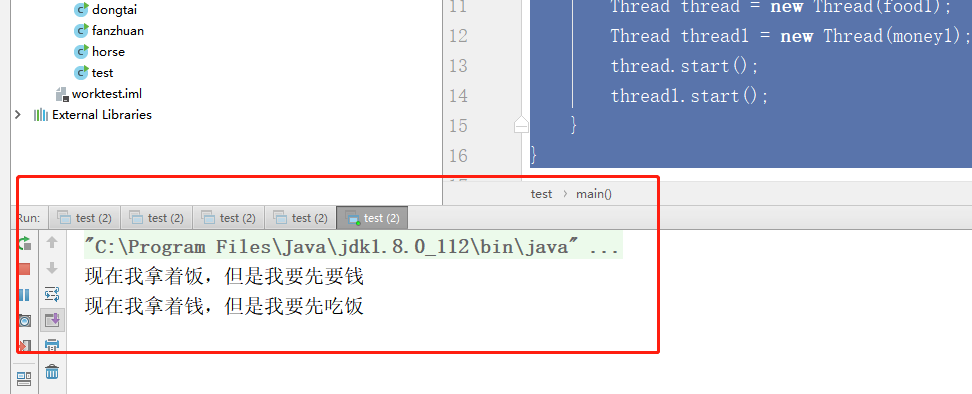 dongtai
fanzhuan
horse
test
worktest.iml
External Libraries
11 Thread thread = new Thread(food1);
12 Thread thread1 = new Thread(money1);
13 thread.start();
14 thread1.start();
15 }
16 }
test > main()
Run: test (2) test (2) test (2) test (2) test (2)
"C:\Program Files\Java\jdk1.8.0_112\bin\java" ...
现在我拿着饭，但是我要先要钱
现在我拿着钱，但是我要先吃饭